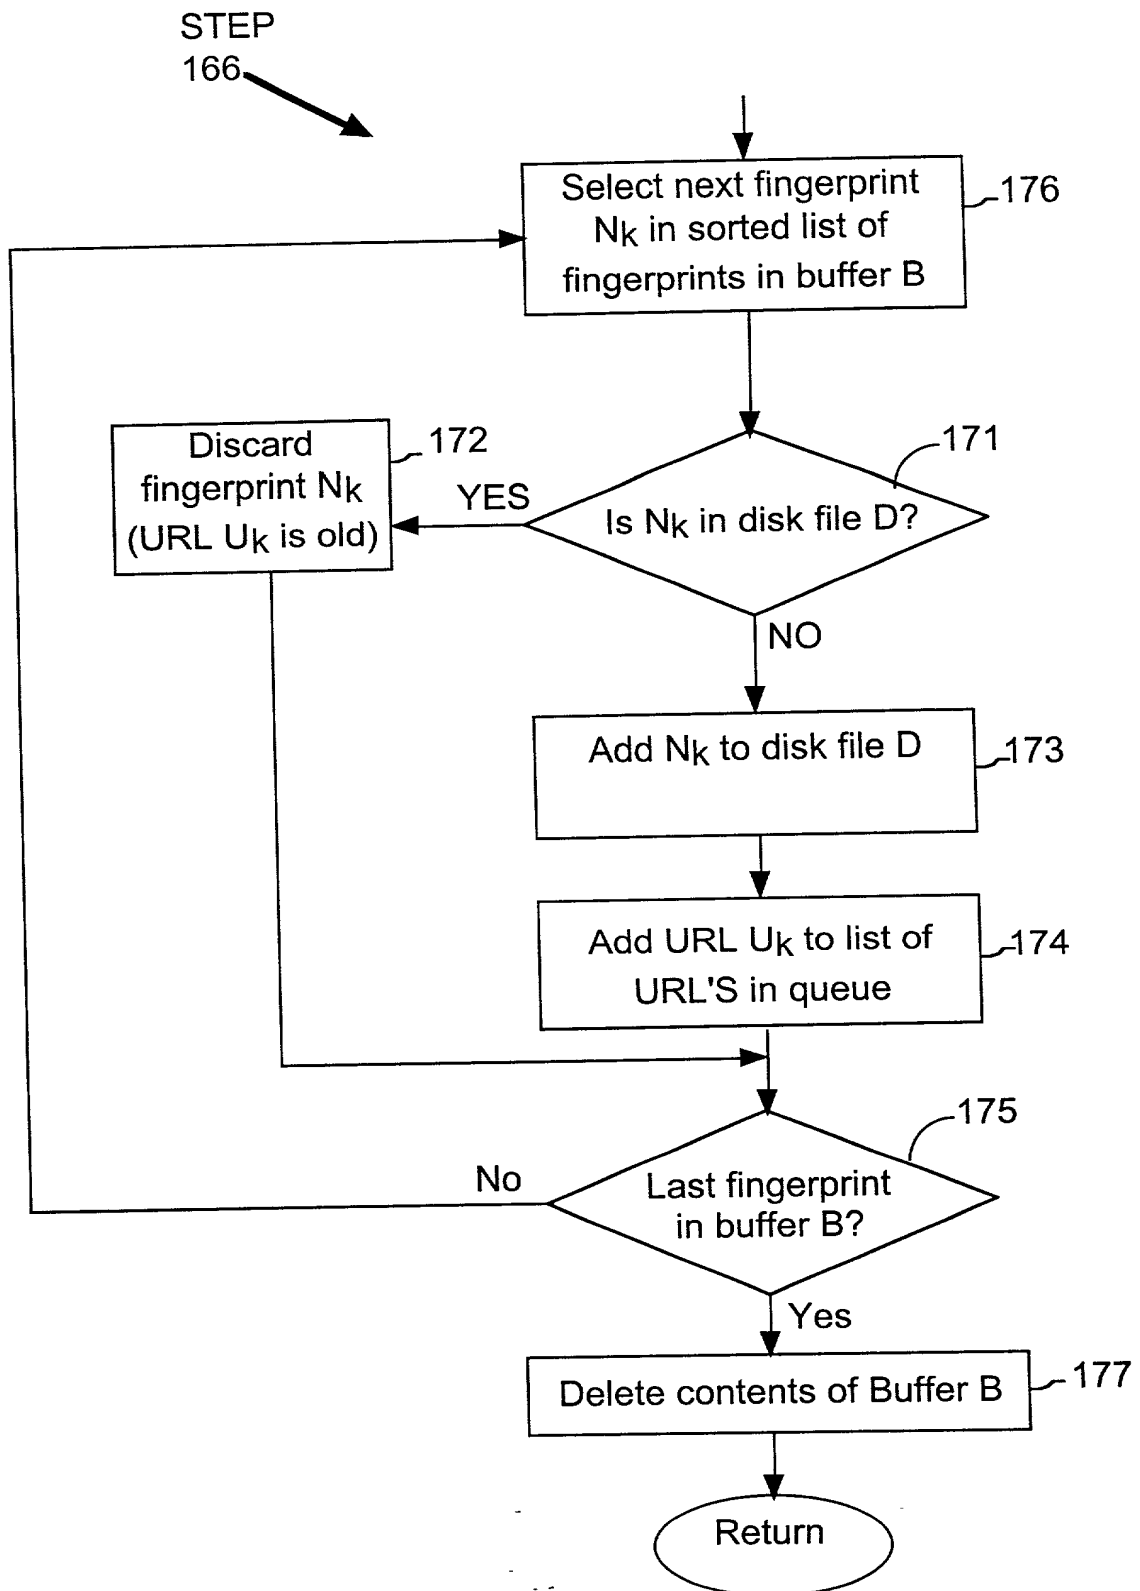 STEP
166
Select next fingerprint
Nk in sorted list of
fingerprints in buffer B
176
Discard
fingerprint Nk
(URL Uk is old)
172
YES
171
Is Nk in disk file D?
NO
Add Nk to disk file D
173
Add URL Uk to list of
URL'S in queue
174
175
No
Last fingerprint
in buffer B?
Yes
Delete contents of Buffer B
177
Return